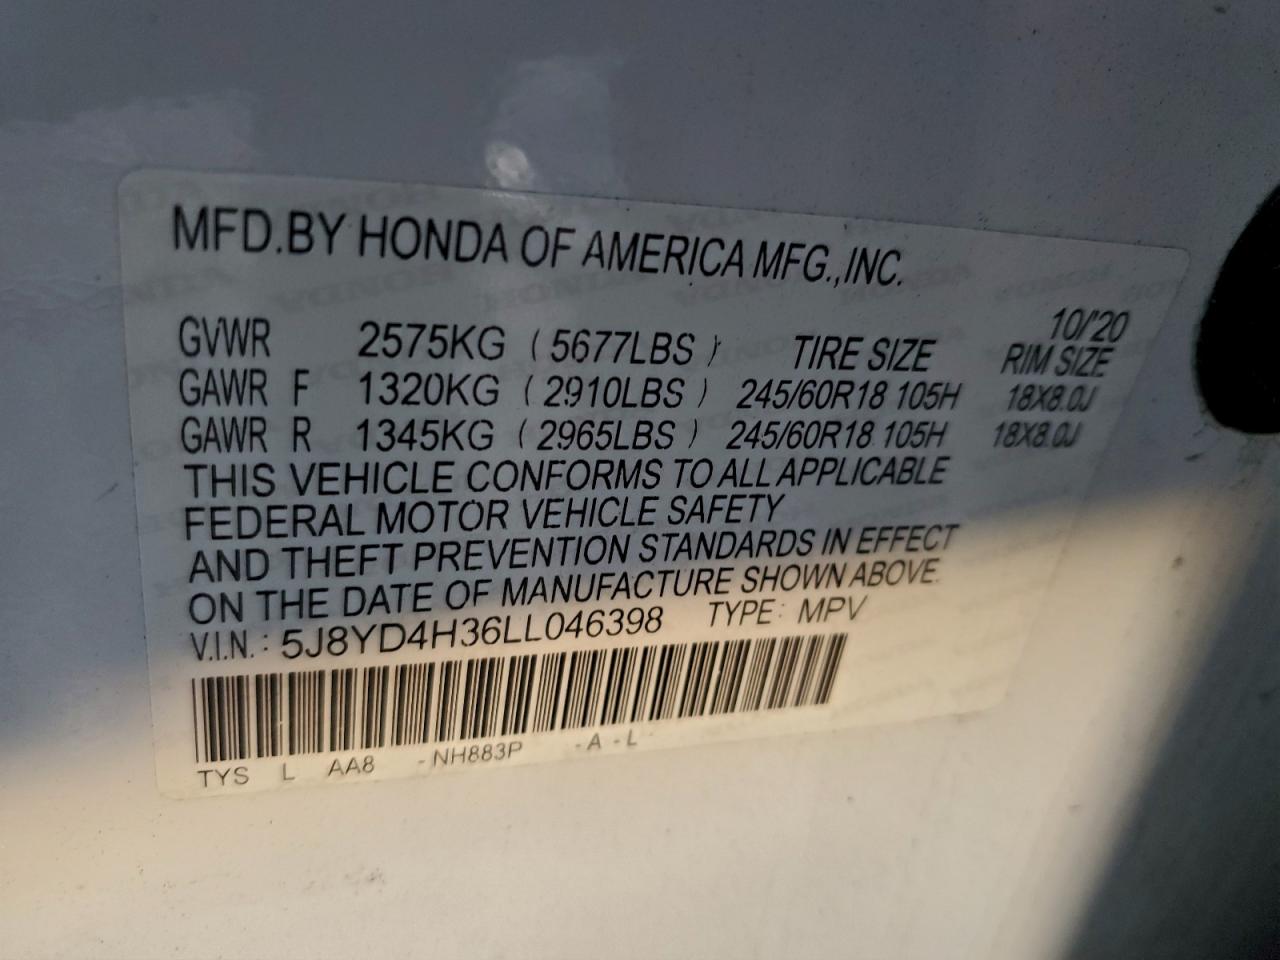 MFD.BY HONDA OF AMERICA MFG.,INC.
10/'20
GVWR 2575KG (5677LBS) TIRE SIZE RIM SIZE
GAWR F 1320KG (2910LBS) 245/60R18 105H 18X8.0J
GAWR R 1345KG (2965LBS) 245/60R18 105H 18X8.0J
THIS VEHICLE CONFORMS TO ALL APPLICABLE
FEDERAL MOTOR VEHICLE SAFETY
AND THEFT PREVENTION STANDARDS IN EFFECT
ON THE DATE OF MANUFACTURE SHOWN ABOVE.
V.I.N.: 5J8YD4H36LL046398 TYPE: MPV
TYS L AA8 -NH883P -A-L